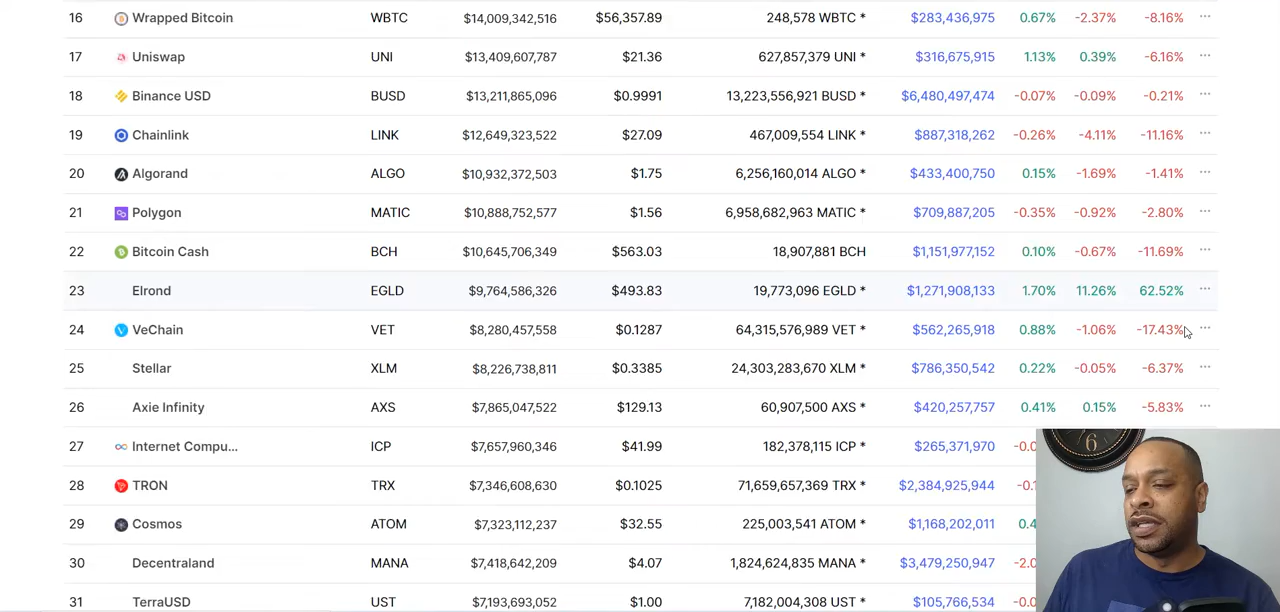 16 Wrapped Bitcoin WBTC $14,009,342,516 $56,357.89 248,578 WBTC * $283,436,975 0.67% -2.37% -8.16% ...
17 Uniswap UNI $13,409,607,787 $21.36 627,857,379 UNI * $316,675,915 1.13% 0.39% -6.16% ...
18 Binance USD BUSD $13,211,865,096 $0.9991 13,223,556,921 BUSD * $6,480,497,474 -0.07% -0.09% -0.21% ...
19 Chainlink LINK $12,649,323,522 $27.09 467,009,554 LINK * $887,318,262 -0.26% -4.11% -11.16% ...
20 Algorand ALGO $10,932,372,503 $1.75 6,256,160,014 ALGO * $433,400,750 0.15% -1.69% -1.41% ...
21 Polygon MATIC $10,888,752,577 $1.56 6,958,682,963 MATIC * $709,887,205 -0.35% -0.92% -2.80% ...
22 Bitcoin Cash BCH $10,645,706,349 $563.03 18,907,881 BCH $1,151,977,152 0.10% -0.67% -11.69% ...
23 Elrond EGLD $9,764,586,326 $493.83 19,773,096 EGLD * $1,271,908,133 1.70% 11.26% 62.52% ...
24 VeChain VET $8,280,457,558 $0.1287 64,315,576,989 VET * $562,265,918 0.88% -1.06% -17.43% ...
25 Stellar XLM $8,226,738,811 $0.3385 24,303,283,670 XLM * $786,350,542 0.22% -0.05% -6.37% ...
26 Axie Infinity AXS $7,865,047,522 $129.13 60,907,500 AXS * $420,257,757 0.41% 0.15% -5.83% ...
27 Internet Compu... ICP $7,657,960,346 $41.99 182,378,115 ICP * $265,371,970
28 TRON TRX $7,346,608,630 $0.1025 71,659,657,369 TRX * $2,384,925,944
29 Cosmos ATOM $7,323,112,237 $32.55 225,003,541 ATOM * $1,168,202,011
30 Decentraland MANA $7,418,642,209 $4.07 1,824,624,835 MANA * $3,479,250,947
31 TerraUSD UST $7,193,693,052 $1.00 7,182,004,308 UST * $105,766,534
6